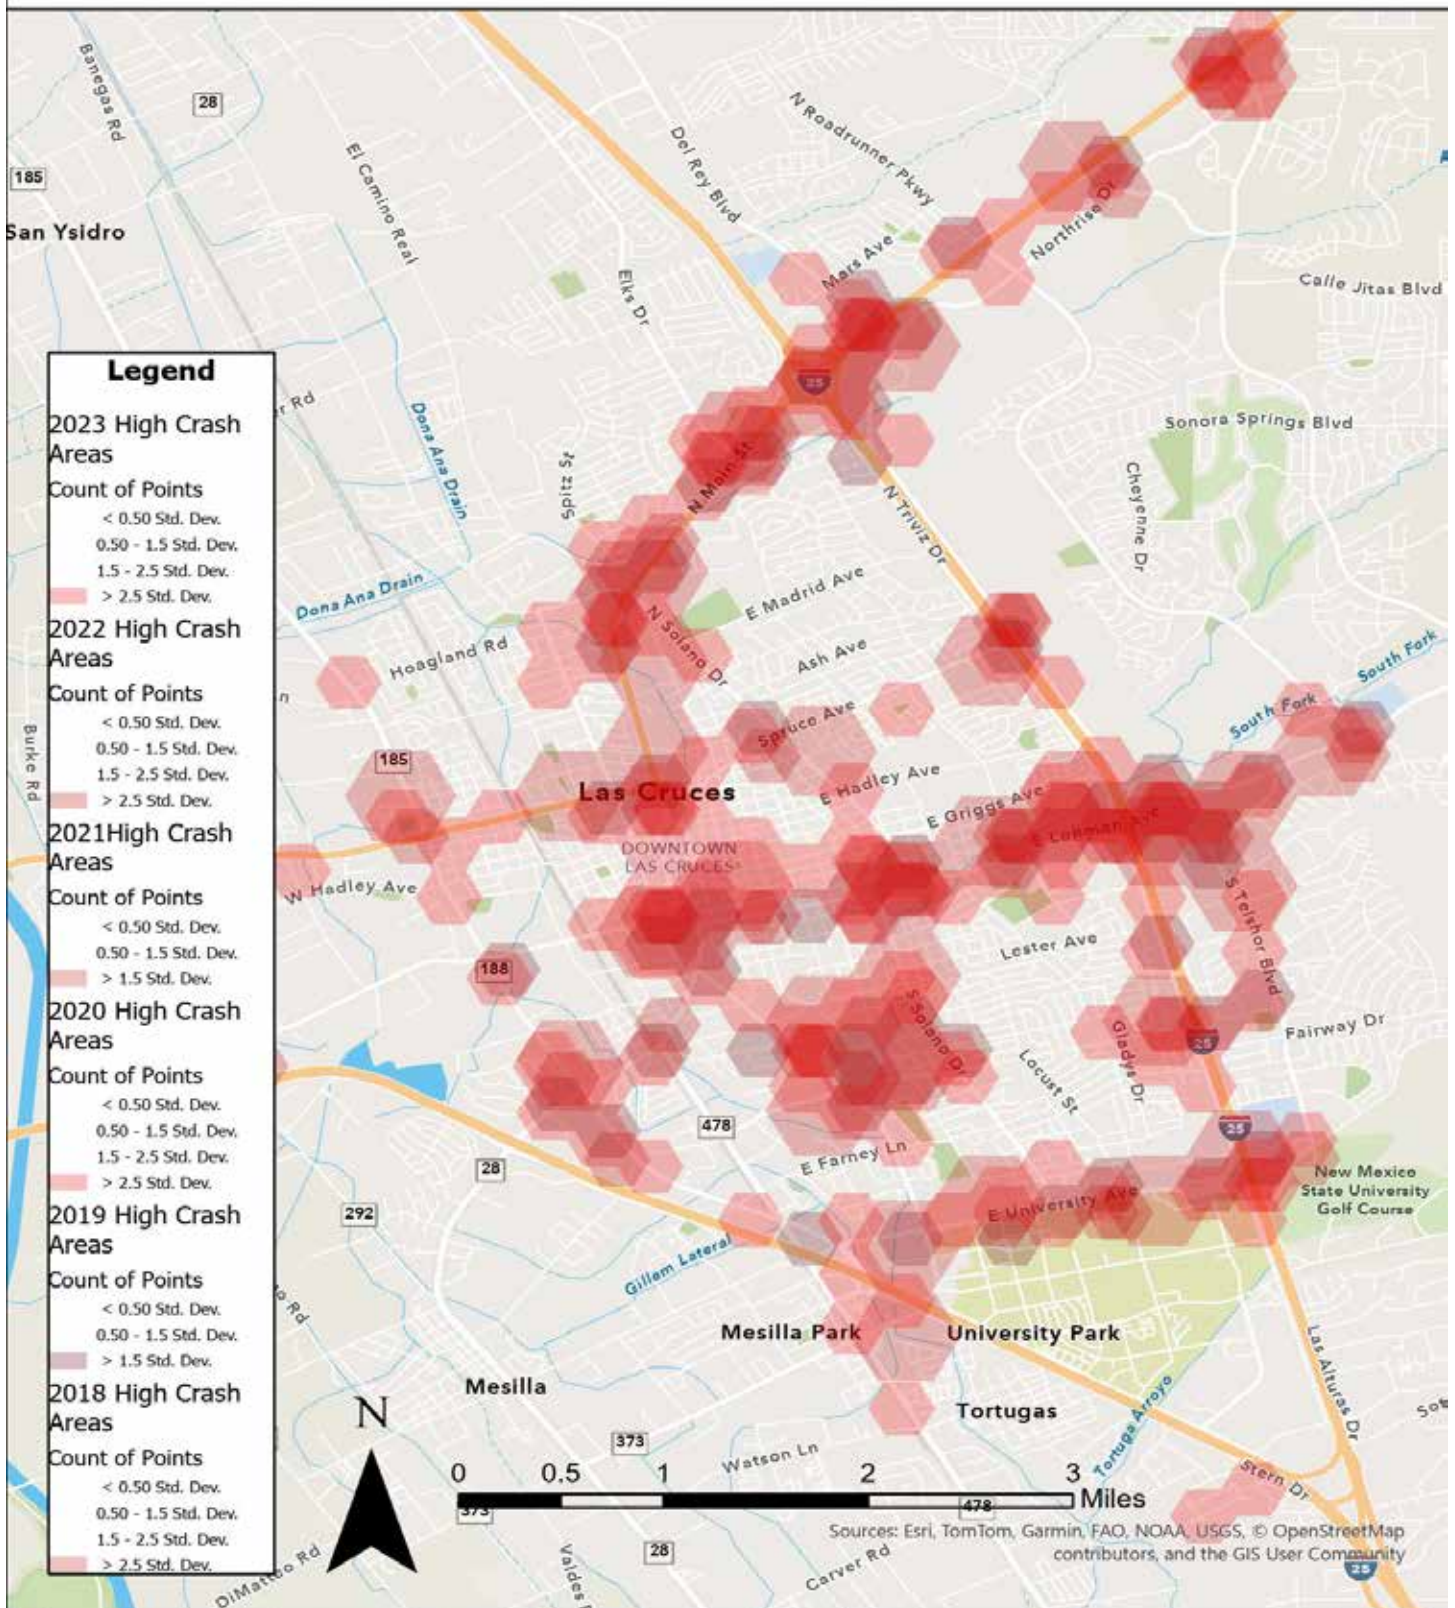 Banegas Rd
28
El Camino Real
185
San Ysidro
Del Rey Blvd
N Roadrunner Pkwy
Elks Dr
Mars Ave
Northrise Dr
Calle Jitas Blvd
25
Sonora Springs Blvd
Cheyenne Dr
Dona Ana Drain
Spitz St
N Main St
N Triviz Dr
Dona Ana Drain
E Madrid Ave
Hoagland Rd
N Solano Dr
Ash Ave
South Fork
South Fork
Spruce Ave
Burke Rd
185
Las Cruces
E Hadley Ave
E Griggs Ave
E Lohman Ave
DOWNTOWN
LAS CRUCES
W Hadley Ave
S Telshor Blvd
Lester Ave
188
S Solano Dr
Gladys Dr
25
Fairway Dr
Locust St
478
25
E Farney Ln
28
New Mexico
State University
Golf Course
292
E University Ave
Gillem Lateral
Mesilla Park
University Park
Las Alturas Dr
Mesilla
Tortugas
Tortuga Arroyo
373
Watson Ln
Stern Dr
373
478
28
Valdes
Carver Rd
DiMatteo Rd
25
Legend
2023 High Crash
Areas
Count of Points
< 0.50 Std. Dev.
0.50 - 1.5 Std. Dev.
1.5 - 2.5 Std. Dev.
> 2.5 Std. Dev.
2022 High Crash
Areas
Count of Points
< 0.50 Std. Dev.
0.50 - 1.5 Std. Dev.
1.5 - 2.5 Std. Dev.
> 2.5 Std. Dev.
2021High Crash
Areas
Count of Points
< 0.50 Std. Dev.
0.50 - 1.5 Std. Dev.
> 1.5 Std. Dev.
2020 High Crash
Areas
Count of Points
< 0.50 Std. Dev.
0.50 - 1.5 Std. Dev.
1.5 - 2.5 Std. Dev.
> 2.5 Std. Dev.
2019 High Crash
Areas
Count of Points
< 0.50 Std. Dev.
0.50 - 1.5 Std. Dev.
> 1.5 Std. Dev.
2018 High Crash
Areas
Count of Points
< 0.50 Std. Dev.
0.50 - 1.5 Std. Dev.
1.5 - 2.5 Std. Dev.
> 2.5 Std. Dev.
N
0 0.5 1 2 3
Miles
Sources: Esri, TomTom, Garmin, FAO, NOAA, USGS, © OpenStreetMap
contributors, and the GIS User Community